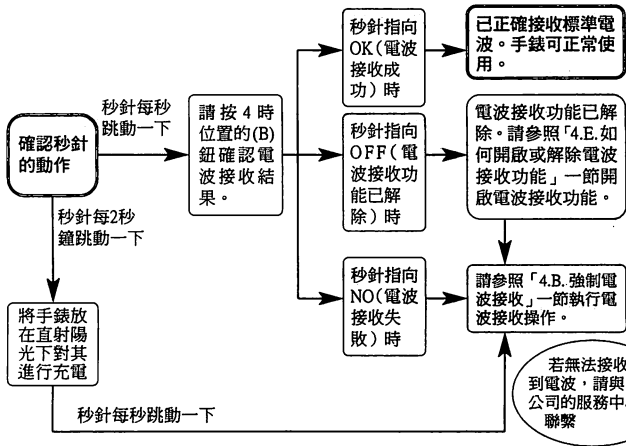 確認秒針
的動作
秒針每秒
跳動一下
請按4時
位置的(B)
鈕確認電
波接收結
果。
秒針指向
OK(電波
接收成
功)時
已正確接收標準電
波。手錶可正常使
用。
秒針指向
OFF(電
波接收功
能已解
除)時
電波接收功能已解
除。請參照「4.E.如
何開啟或解除電波
接收功能」一節開
啟電波接收功能。
秒針指向
NO(電波
接收失
敗)時
請參照「4.B.強制電
波接收」一節執行電
波接收操作。
秒針每2秒
鐘跳動一下
將手錶放
在直射陽
光下對其
進行充電
秒針每秒跳動一下
若無法接收
到電波，請與
公司的服務中
聯繫